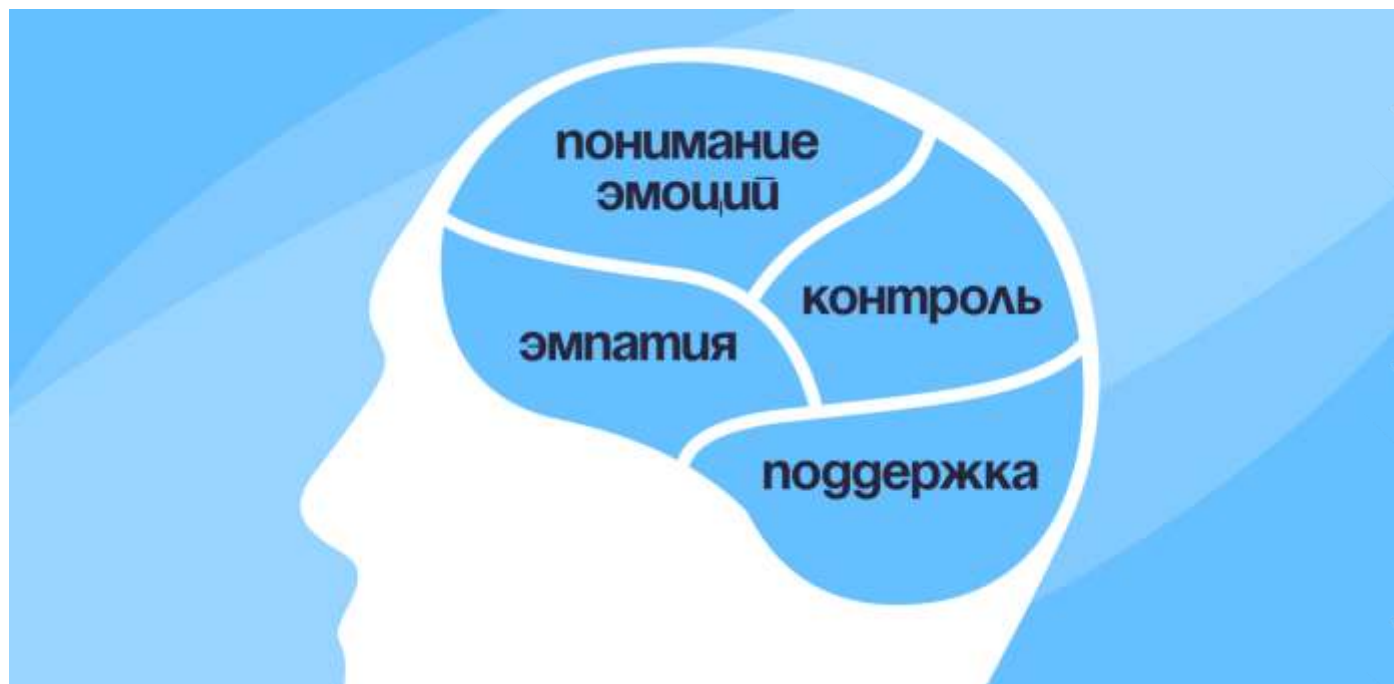 понимание
эмоций
контроль
эмпатия
поддержка